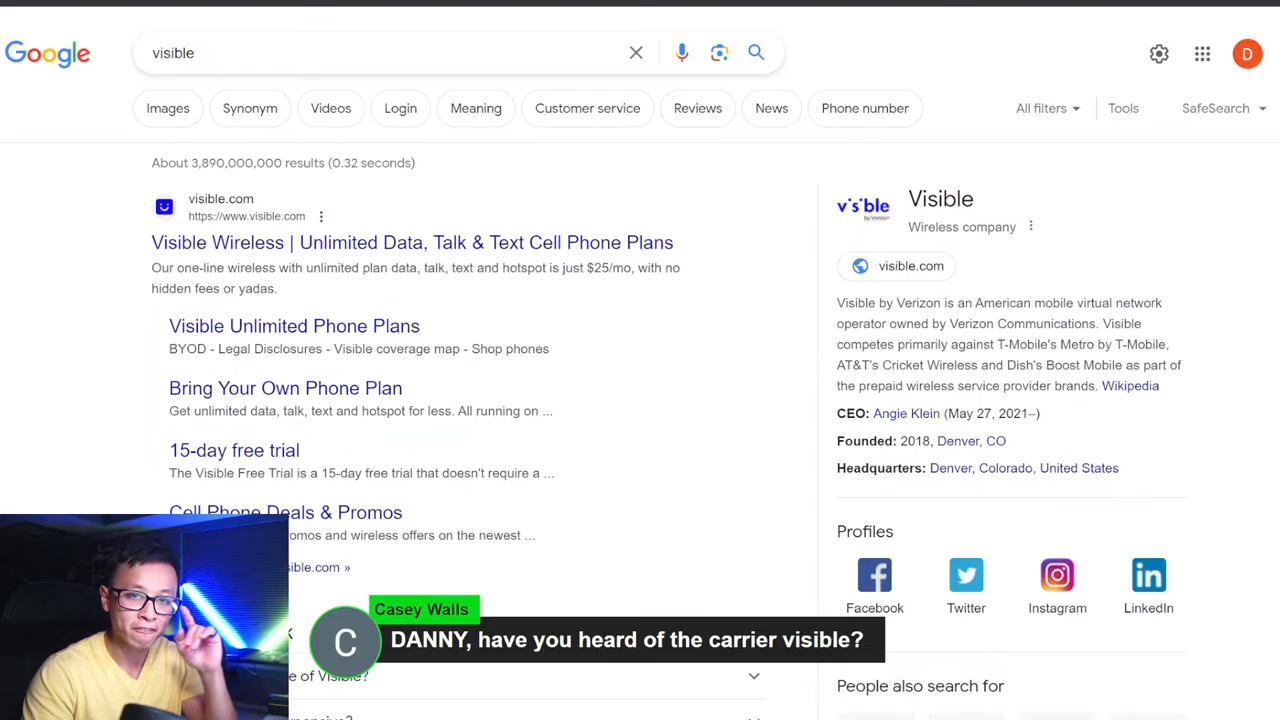 Google
visible
D
Images
Synonym
Videos
Login
Meaning
Customer service
Reviews
News
Phone number
All filters
Tools
SafeSearch
About 3,890,000,000 results (0.32 seconds)
visible.com
https://www.visible.com
Visible Wireless | Unlimited Data, Talk & Text Cell Phone Plans
Our one-line wireless with unlimited plan data, talk, text and hotspot is just $25/mo, with no
hidden fees or yadas.
Visible Unlimited Phone Plans
BYOD - Legal Disclosures - Visible coverage map - Shop phones
Bring Your Own Phone Plan
Get unlimited data, talk, text and hotspot for less. All running on ...
15-day free trial
The Visible Free Trial is a 15-day free trial that doesn't require a ...
Cell Phone Deals & Promos
omos and wireless offers on the newest ...
ible.com »
e of Visible?
visible
by Verizon
Visible
Wireless company
visible.com
Visible by Verizon is an American mobile virtual network
operator owned by Verizon Communications. Visible
competes primarily against T-Mobile's Metro by T-Mobile,
AT&T's Cricket Wireless and Dish's Boost Mobile as part of
the prepaid wireless service provider brands. Wikipedia
CEO: Angie Klein (May 27, 2021–)
Founded: 2018, Denver, CO
Headquarters: Denver, Colorado, United States
Profiles
Facebook
Twitter
Instagram
LinkedIn
People also search for
Casey Walls
C
DANNY, have you heard of the carrier visible?